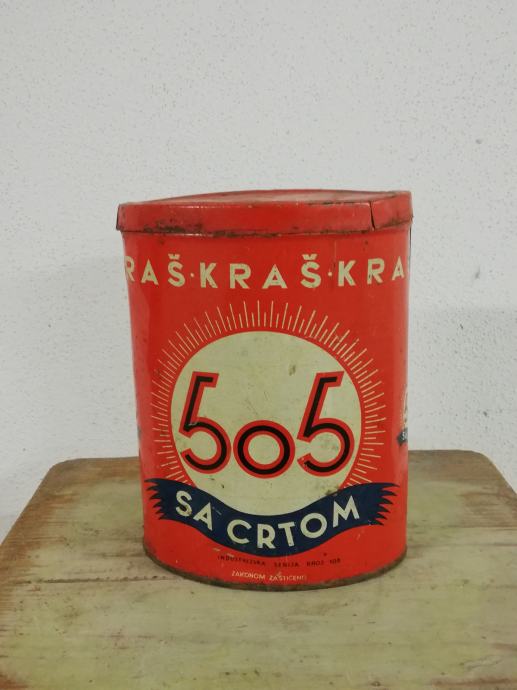 RAŠ·KRAŠ·KRA
505
SA CRTOM
INDUSTRIJSKA SERIJA BROJ 108
ZAKONOM ZAŠTIĆENO